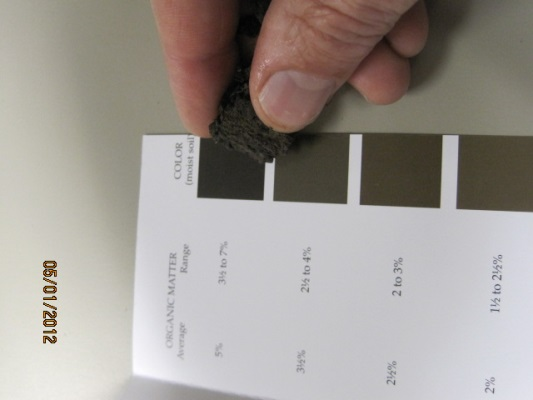 COLOR
(moist soil)
ORGANIC MATTER
Average Range
5% 3½ to 7%
3½% 2½ to 4%
2½% 2 to 3%
2% 1½ to 2½%
05/01/2012